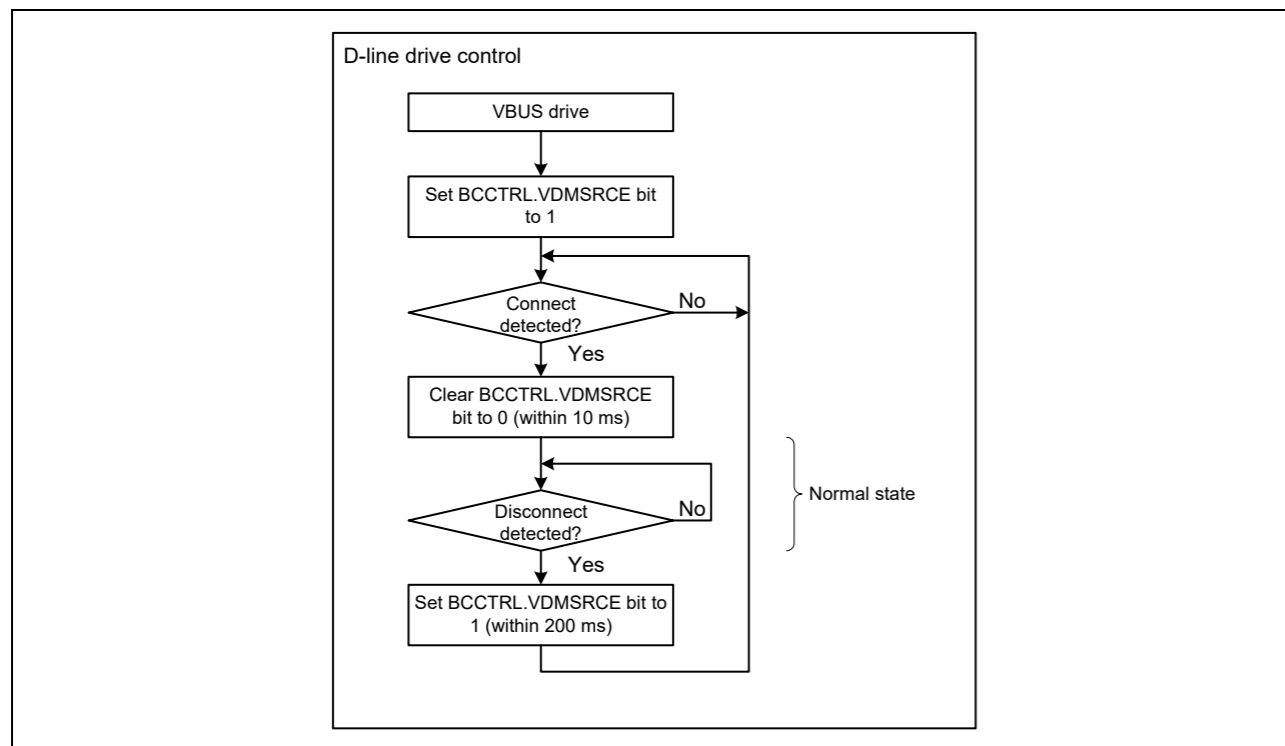 D-line drive control
VBUS drive
Set BCCTRL.VDMSRCE bit
to 1
Connect
detected?
No
Yes
Clear BCCTRL.VDMSRCE
bit to 0 (within 10 ms)
Normal state
Disconnect
detected?
No
Yes
Set BCCTRL.VDMSRCE bit to
1 (within 200 ms)